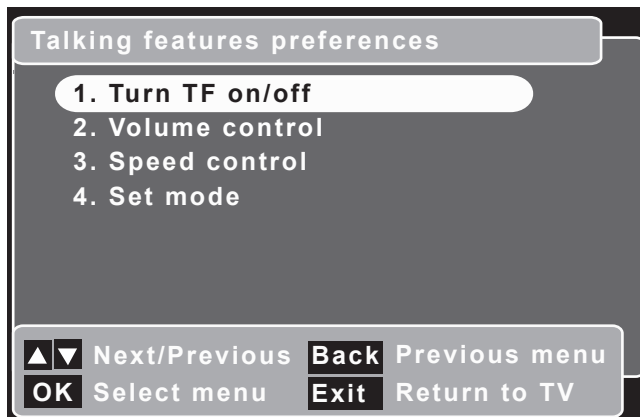 Talking features preferences
1. Turn TF on/off
2. Volume control
3. Speed control
4. Set mode
▲▼ Next/Previous Back Previous menu
OK Select menu Exit Return to TV